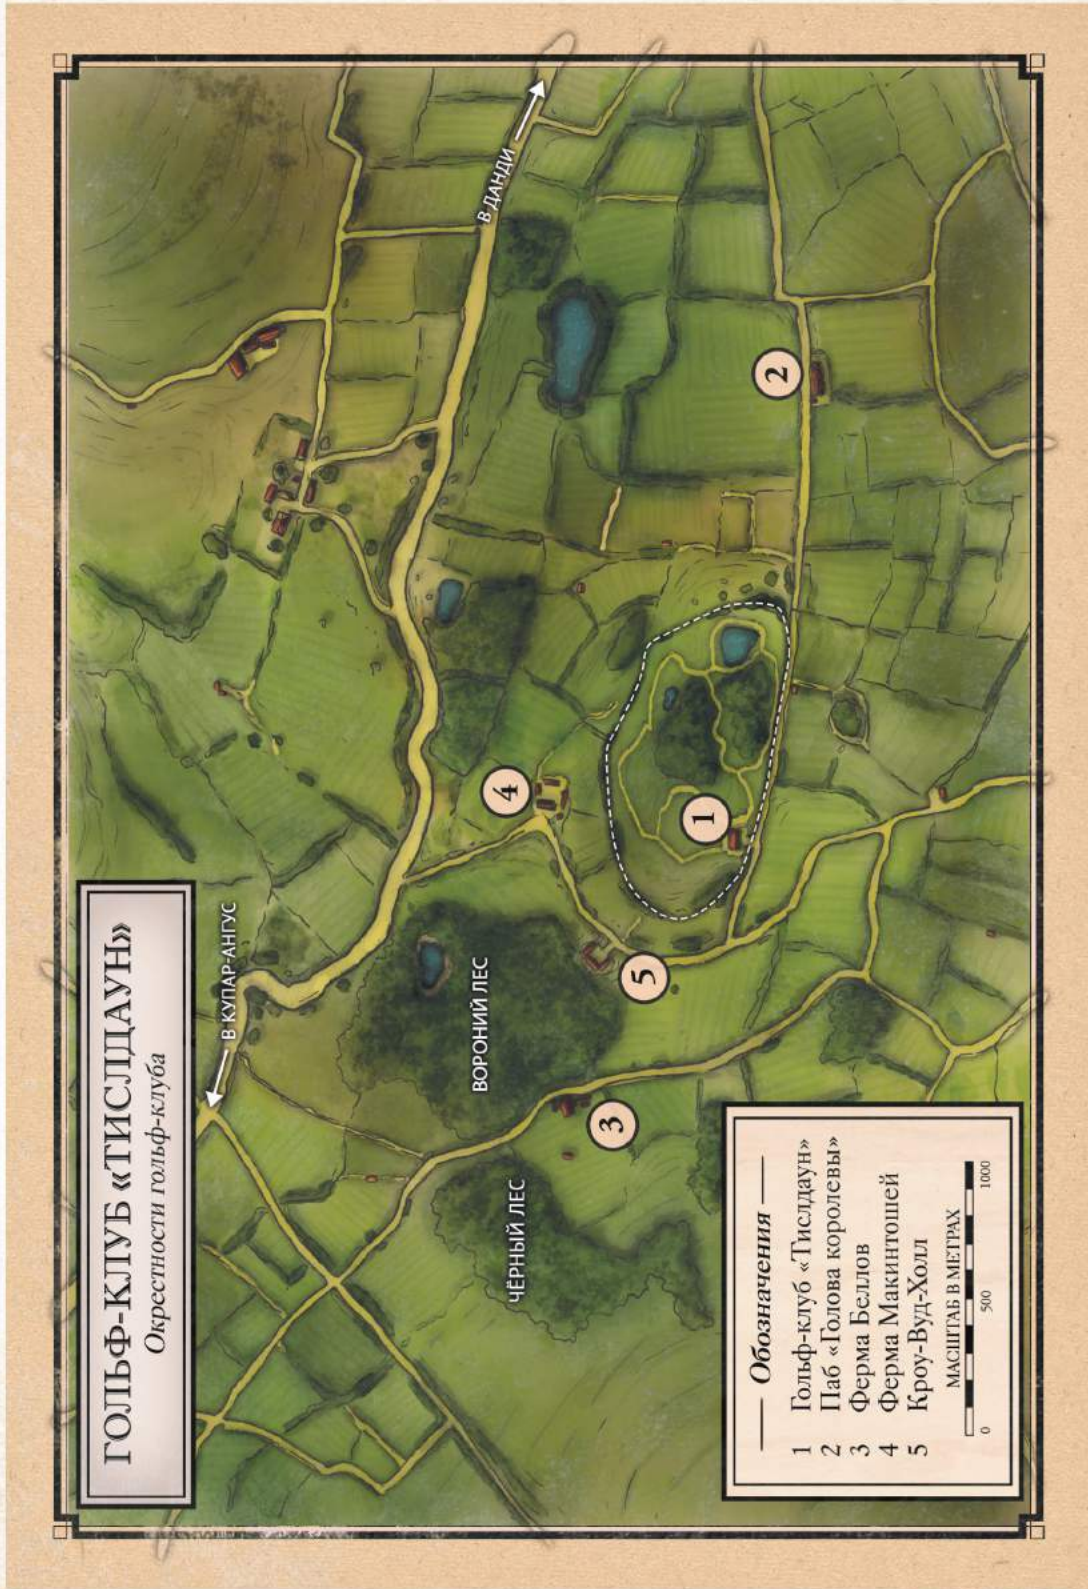 ГОЛЬФ-КЛУБ «ТИСЛДАУН»
Окрестности гольф-клуба
В КУПАР-АНГУС
В ДАНДИ
ВОРОНИЙ ЛЕС
ЧЁРНЫЙ ЛЕС
4
1
2
5
3
Обозначения
1 Гольф-клуб «Тислдаун»
2 Паб «Голова королевы»
3 Ферма Беллов
4 Ферма Макинтошей
5 Кроу-Вуд-Холл
МАСШТАБ В МЕТРАХ
0 500 1000